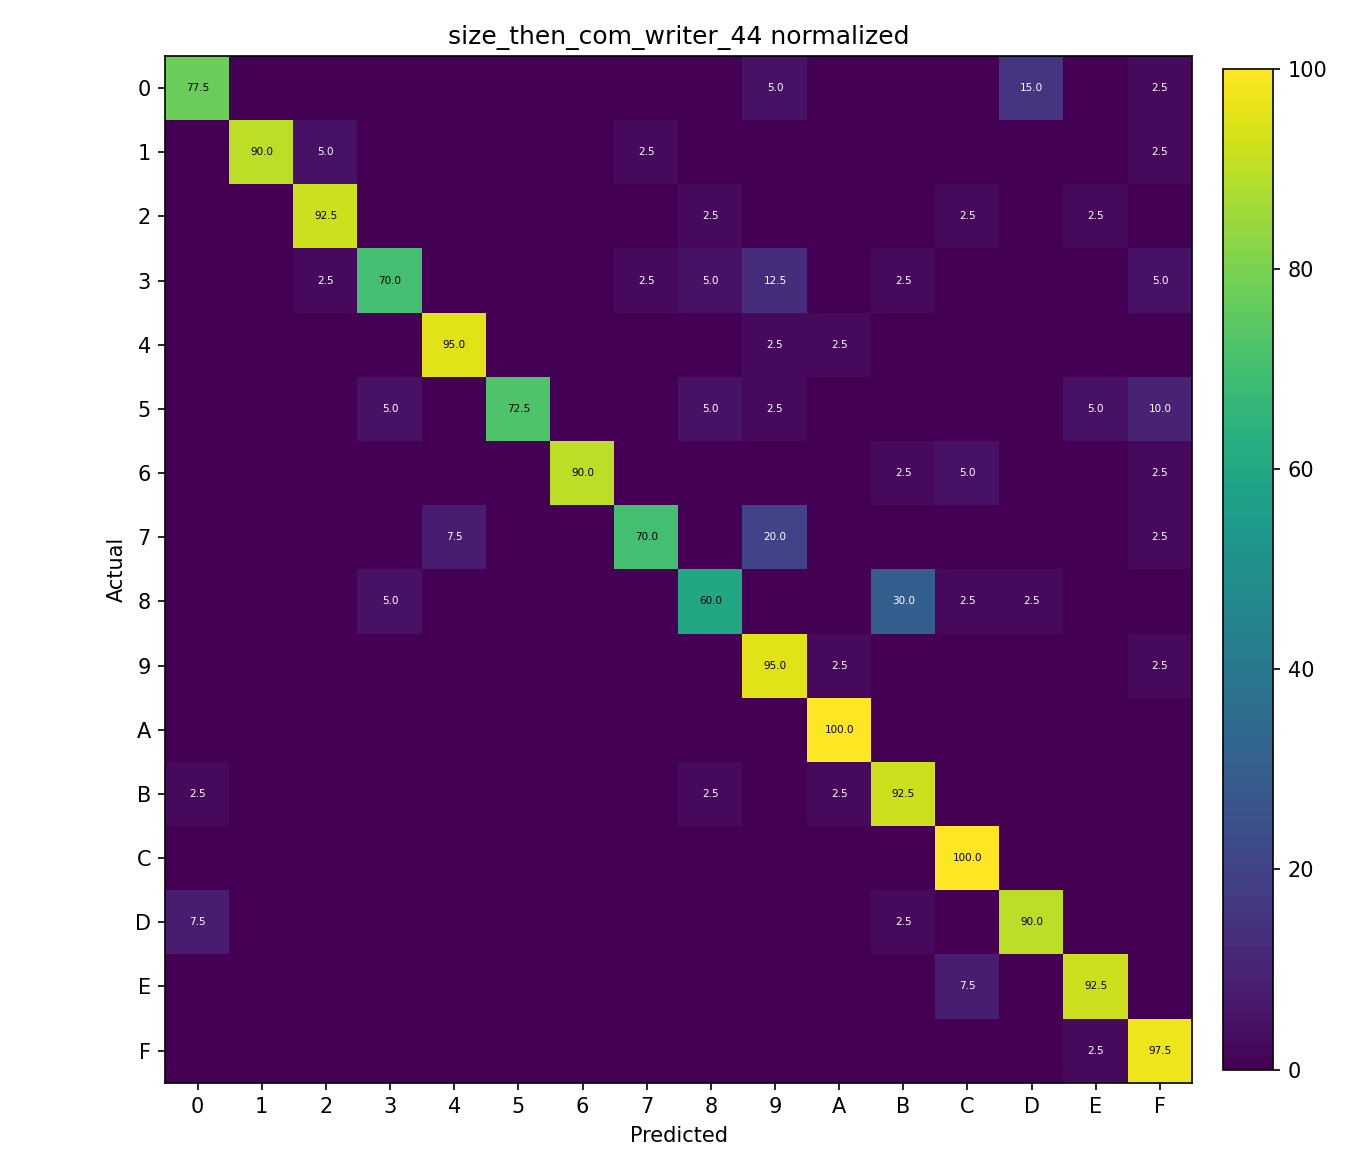 size_then_com_writer_44 normalized
0 77.5 5.0 15.0 2.5
1 90.0 5.0 2.5 2.5
2 92.5 2.5 2.5 2.5
3 2.5 70.0 2.5 5.0 12.5 2.5 5.0
4 95.0 2.5 2.5
5 5.0 72.5 5.0 2.5 5.0 10.0
6 90.0 2.5 5.0 2.5
7 7.5 70.0 20.0 2.5
8 5.0 60.0 30.0 2.5 2.5
9 95.0 2.5 2.5
A 100.0
B 2.5 2.5 2.5 92.5
C 100.0
D 7.5 2.5 90.0
E 7.5 92.5
F 2.5 97.5
0 1 2 3 4 5 6 7 8 9 A B C D E F
Predicted
Actual
100
80
60
40
20
0